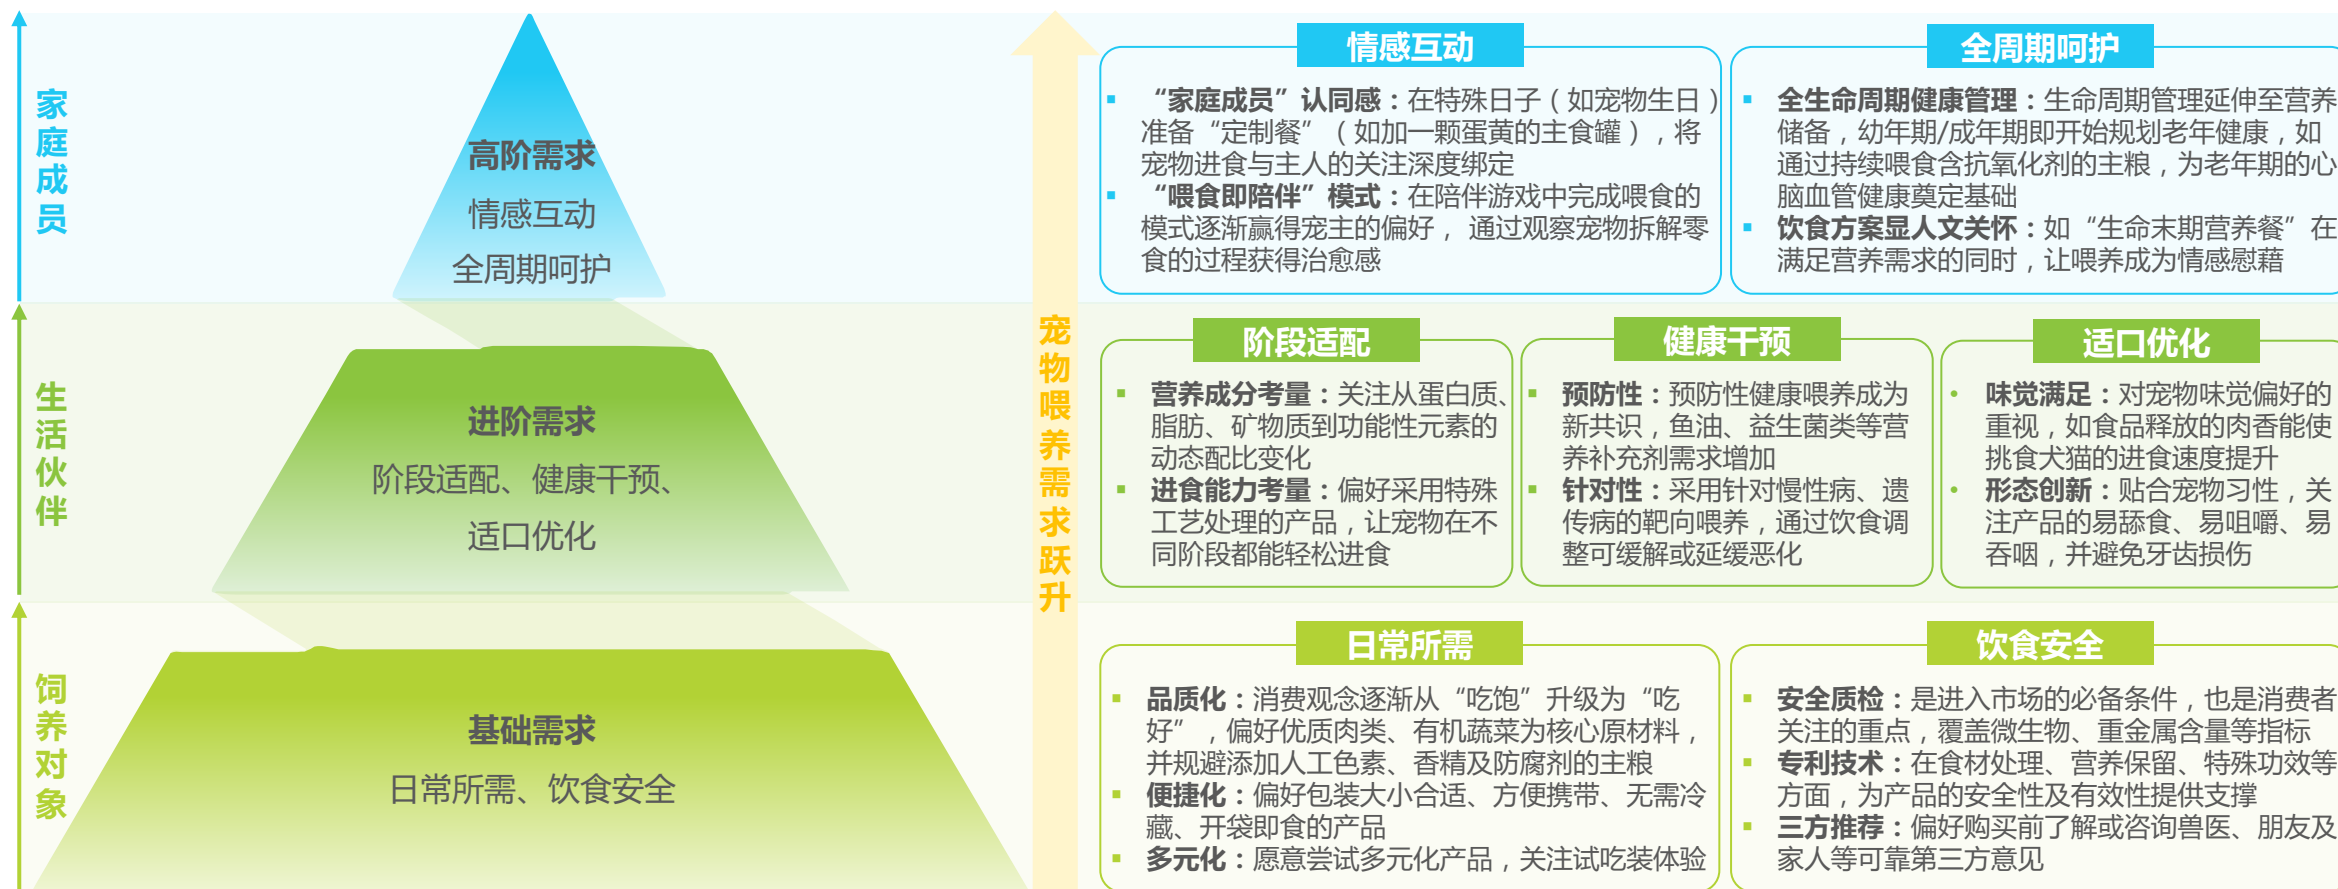 家庭成员
高阶需求
情感互动
全周期呵护
生活伙伴
进阶需求
阶段适配、健康干预、
适口优化
饲养对象
基础需求
日常所需、饮食安全
宠物喂养需求跃升
情感互动
“家庭成员”认同感：在特殊日子（如宠物生日）
准备“定制餐”（如加一颗蛋黄的主食罐），将
宠物进食与主人的关注深度绑定
“喂食即陪伴”模式：在陪伴游戏中完成喂食的
模式逐渐赢得宠主的偏好， 通过观察宠物拆解零
食的过程获得治愈感
全周期呵护
全生命周期健康管理：生命周期管理延伸至营养
储备，幼年期/成年期即开始规划老年健康，如
通过持续喂食含抗氧化剂的主粮，为老年期的心
脑血管健康奠定基础
饮食方案显人文关怀：如“生命末期营养餐”在
满足营养需求的同时，让喂养成为情感慰藉
阶段适配
营养成分考量：关注从蛋白质、
脂肪、矿物质到功能性元素的
动态配比变化
进食能力考量：偏好采用特殊
工艺处理的产品，让宠物在不
同阶段都能轻松进食
健康干预
预防性：预防性健康喂养成为
新共识，鱼油、益生菌类等营
养补充剂需求增加
针对性：采用针对慢性病、遗
传病的靶向喂养，通过饮食调
整可缓解或延缓恶化
适口优化
味觉满足：对宠物味觉偏好的
重视，如食品释放的肉香能使
挑食犬猫的进食速度提升
形态创新：贴合宠物习性，关
注产品的易舔食、易咀嚼、易
吞咽，并避免牙齿损伤
日常所需
品质化：消费观念逐渐从“吃饱”升级为“吃
好”，偏好优质肉类、有机蔬菜为核心原材料，
并规避添加人工色素、香精及防腐剂的主粮
便捷化：偏好包装大小合适、方便携带、无需冷
藏、开袋即食的产品
多元化：愿意尝试多元化产品，关注试吃装体验
饮食安全
安全质检：是进入市场的必备条件，也是消费者
关注的重点，覆盖微生物、重金属含量等指标
专利技术：在食材处理、营养保留、特殊功效等
方面，为产品的安全性及有效性提供支撑
三方推荐：偏好购买前了解或咨询兽医、朋友及
家人等可靠第三方意见